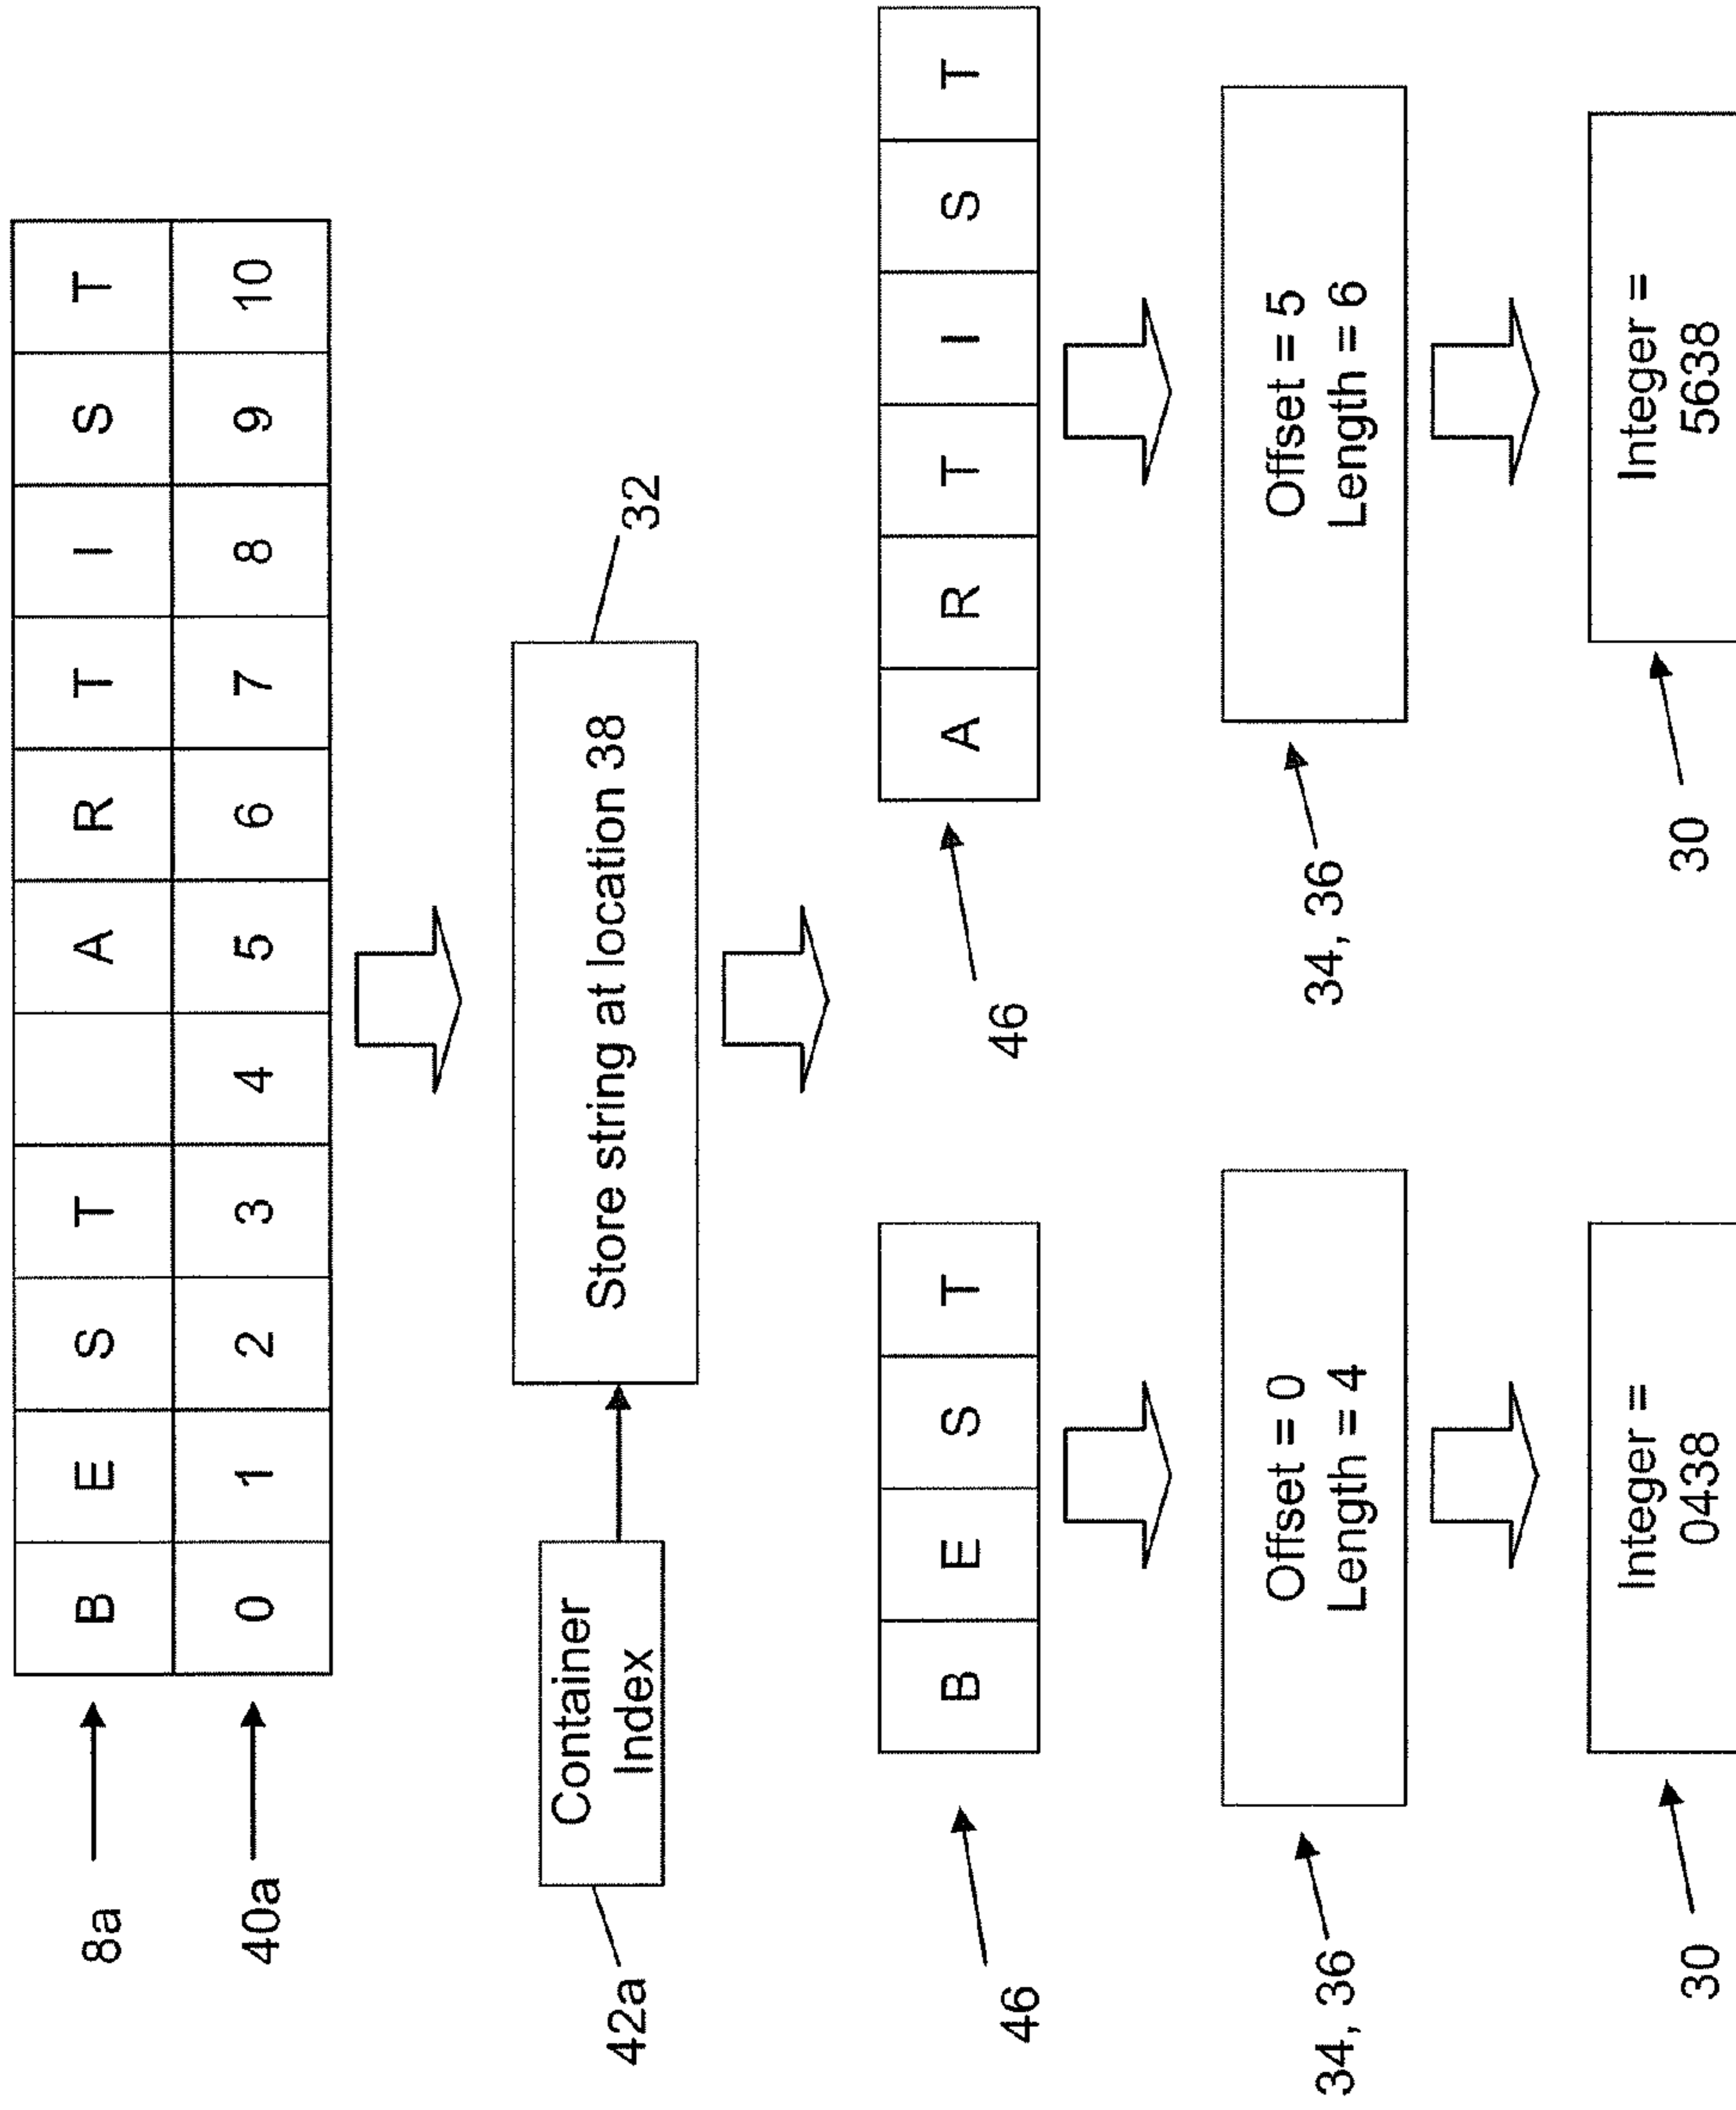 8a B E S T A R T I S T
40a 0 1 2 3 4 5 6 7 8 9 10
32
Container
Index
Store string at location 38
42a
B E S T
A R T I S T
46
46
Offset = 0
Length = 4
Offset = 5
Length = 6
34, 36
34, 36
Integer =
0438
Integer =
5638
30
30